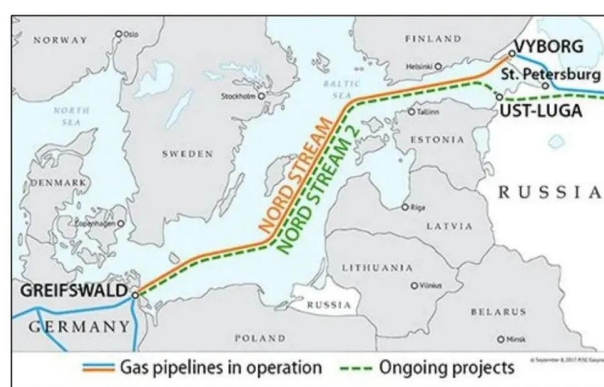 NORWAY
Oslo
FINLAND
VYBORG
Helsinki
St. Petersburg
BALTIC
SEA
Stockholm
NORTH
SEA
Tallinn
UST-LUGA
ESTONIA
SWEDEN
NORD STREAM
NORD STREAM 2
RUSSIA
DENMARK
Riga
Copenhagen
LATVIA
LITHUANIA
Vilnius
GREIFSWALD
RUSSIA
BELARUS
GERMANY
POLAND
Minsk
Gas pipelines in operation
Ongoing projects